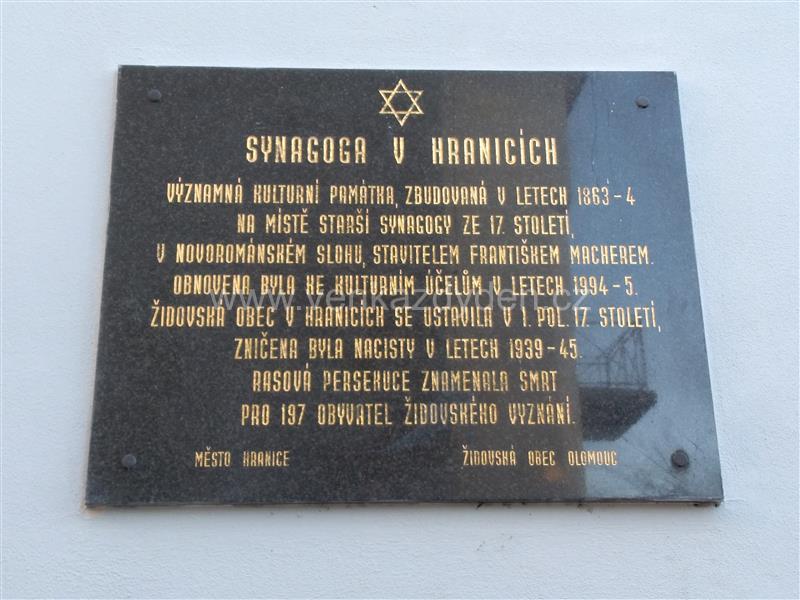 SYNAGOGA V HRANICÍCH
VÝZNAMNÁ KULTURNÍ PAMÁTKA, ZBUDOVANÁ V LETECH 1863-4
NA MÍSTĚ STARŠÍ SYNAGOGY ZE 17. STOLETÍ,
V NOVOROMÁNSKÉM SLOHU, STAVITELEM FRANTIŠKEM MACHEREM.
OBNOVENA BYLA KE KULTURNÍM ÚČELŮM V LETECH 1994-5.
www.venkazdyden.cz
ŽIDOVSKÁ OBEC V HRANICÍCH SE USTAVILA V 1. POL. 17. STOLETÍ,
ZNIČENA BYLA NACISTY V LETECH 1939-45.
RASOVÁ PERSEKUCE ZNAMENALA SMRT
PRO 197 OBYVATEL ŽIDOVSKÉHO VYZNÁNÍ.
MĚSTO HRANICE ŽIDOVSKÁ OBEC OLOMOUC